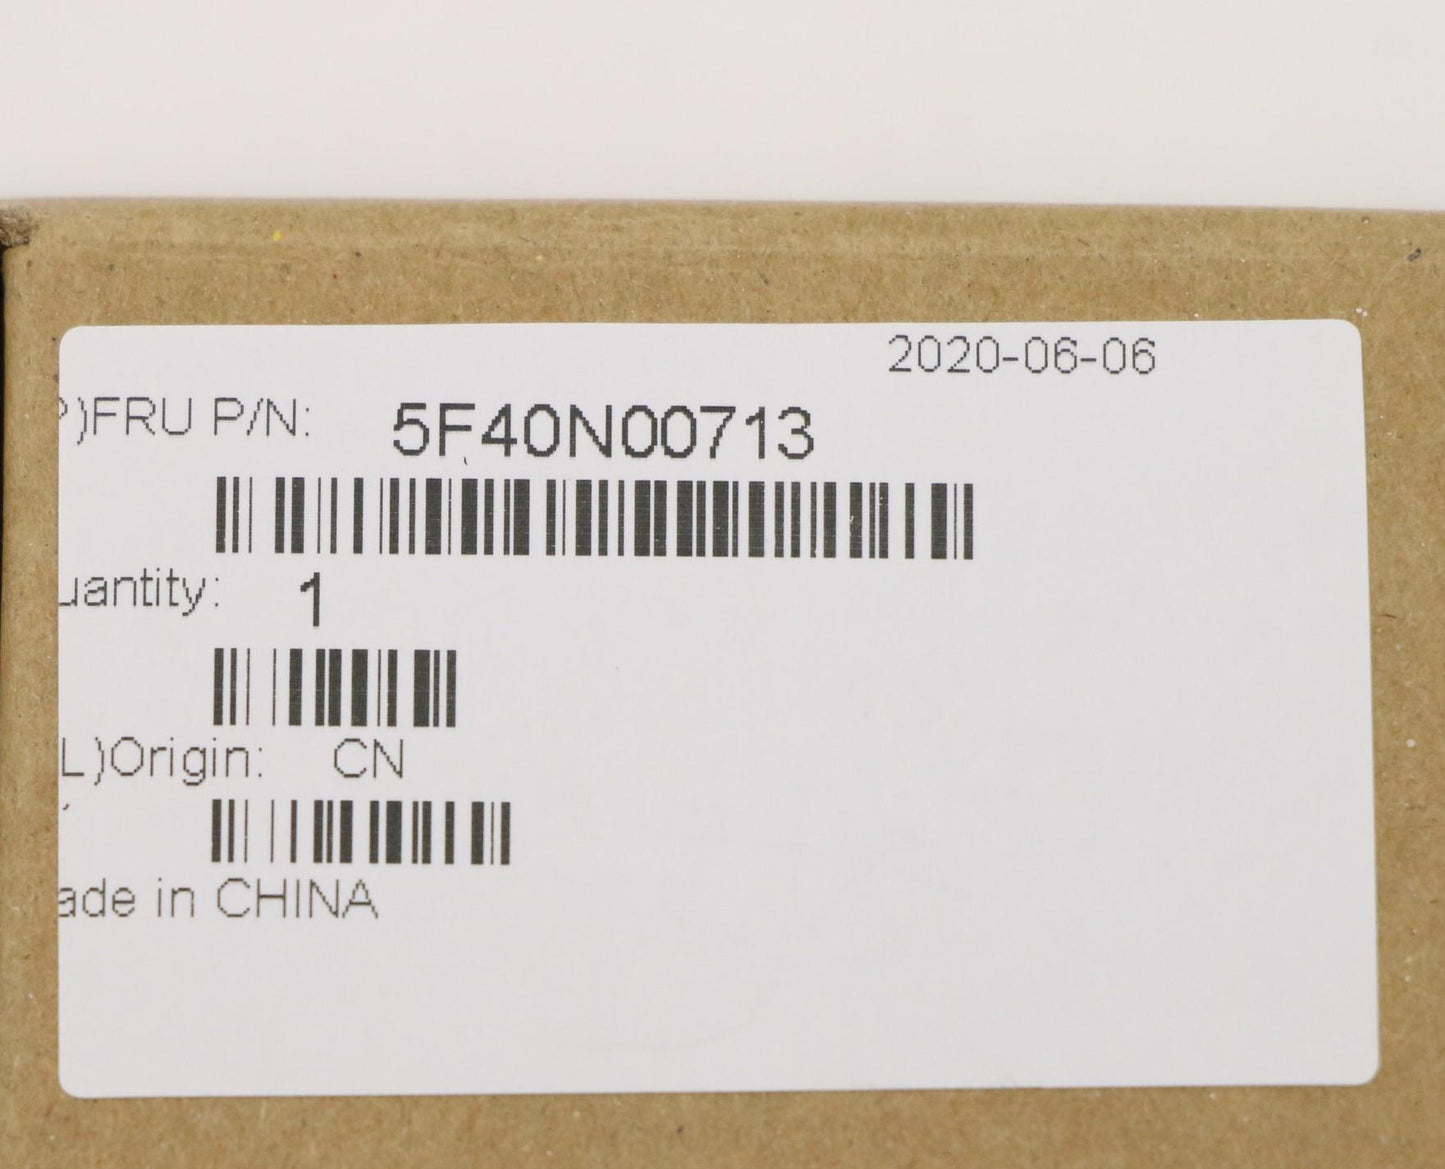 2020-06-06
P)FRU P/N: 5F40N00713
uantity: 1
L)Origin: CN
ade in CHINA